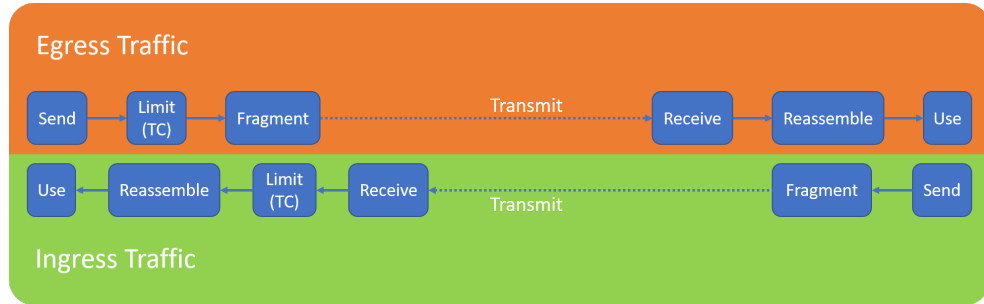 Egress Traffic
Send
Limit
(TC)
Fragment
Transmit
Receive
Reassemble
Use
Use
Reassemble
Limit
(TC)
Receive
Transmit
Fragment
Send
Ingress Traffic